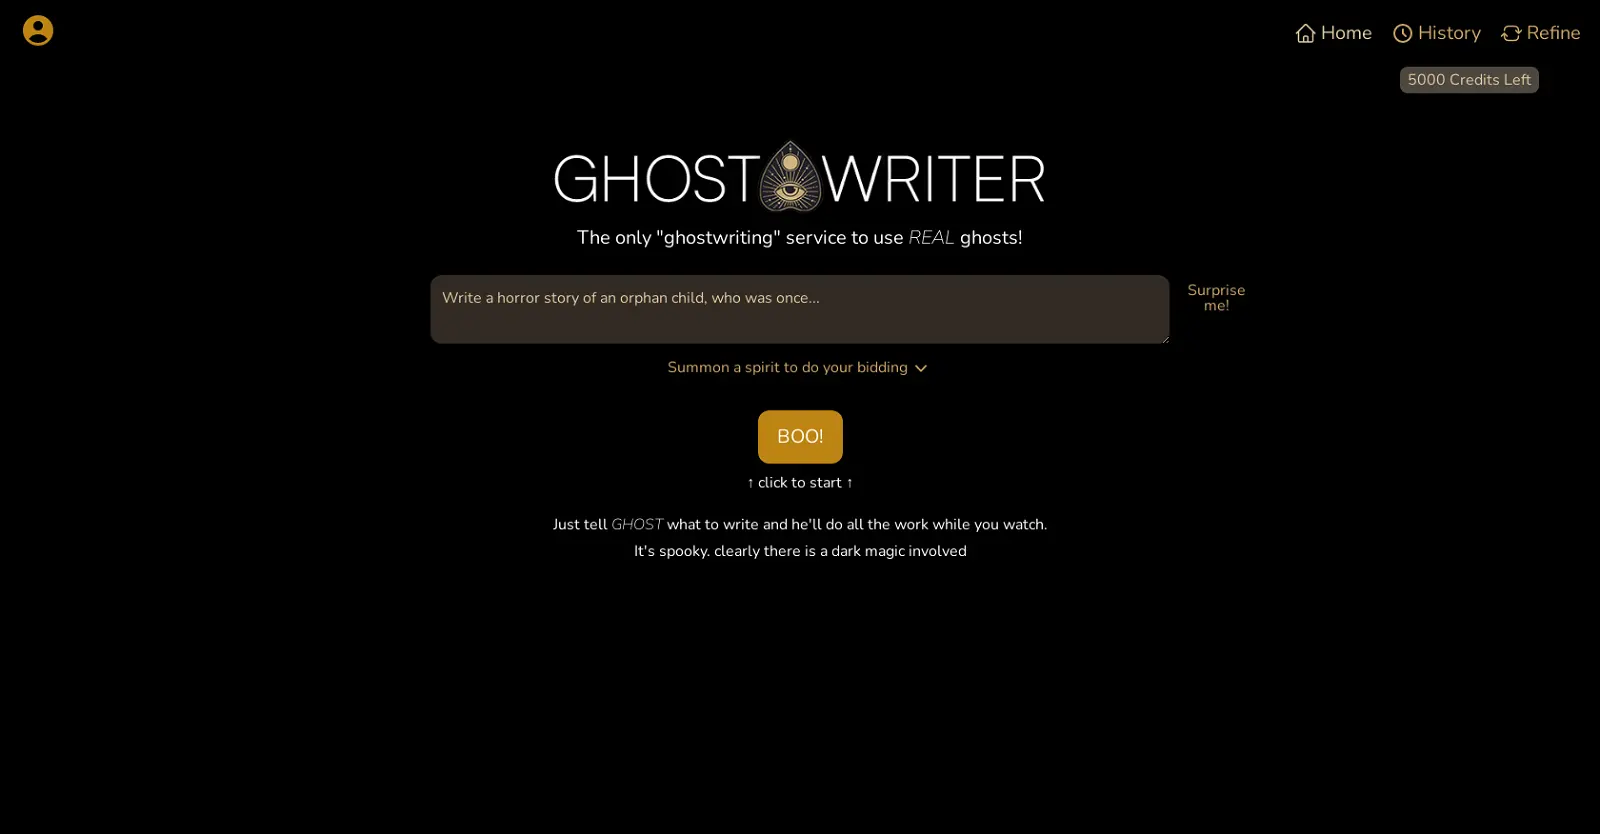 Home History Refine
5000 Credits Left
GHOST WRITER
The only "ghostwriting" service to use REAL ghosts!
Write a horror story of an orphan child, who was once...
Surprise
me!
Summon a spirit to do your bidding
BOO!
↑ click to start ↑
Just tell GHOST what to write and he'll do all the work while you watch.
It's spooky. clearly there is a dark magic involved